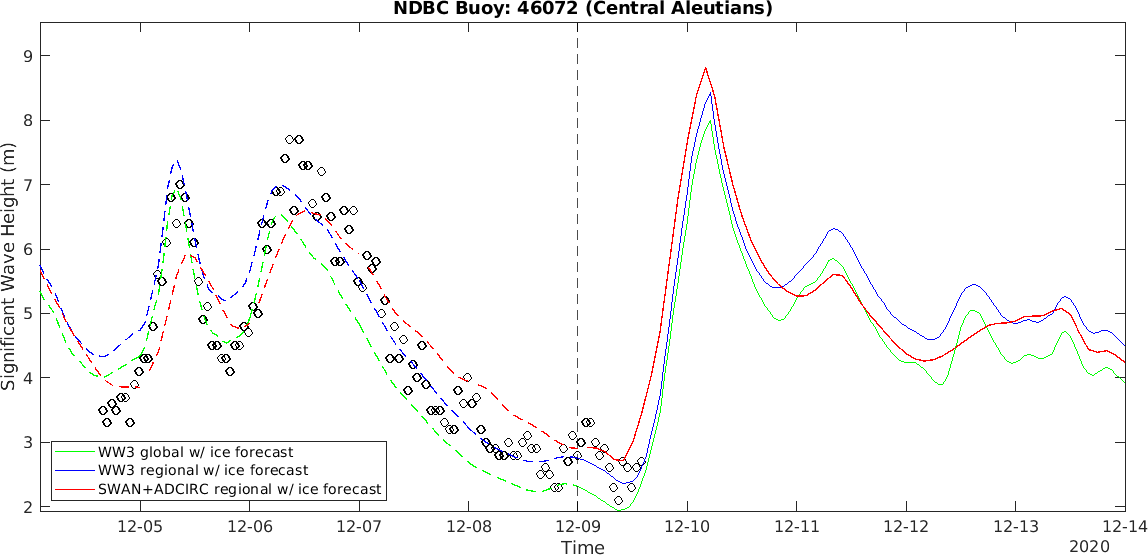 NDBC Buoy: 46072 (Central Aleutians)
Significant Wave Height (m)
9
8
7
6
5
4
3
2
WW3 global w/ ice forecast
WW3 regional w/ ice forecast
SWAN+ADCIRC regional w/ ice forecast
12-05 12-06 12-07 12-08 12-09 12-10 12-11 12-12 12-13 12-14
Time
2020